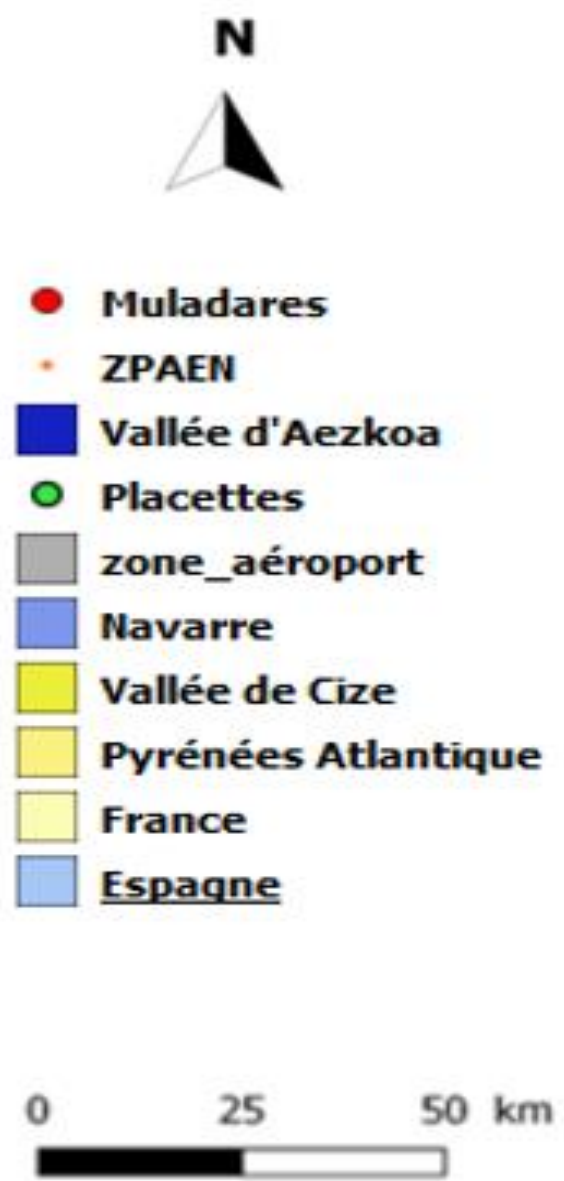 N
Muladares
ZPAEN
Vallée d'Aezkoa
Placettes
zone_aéroport
Navarre
Vallée de Cize
Pyrénées Atlantique
France
Espagne
0 25 50 km